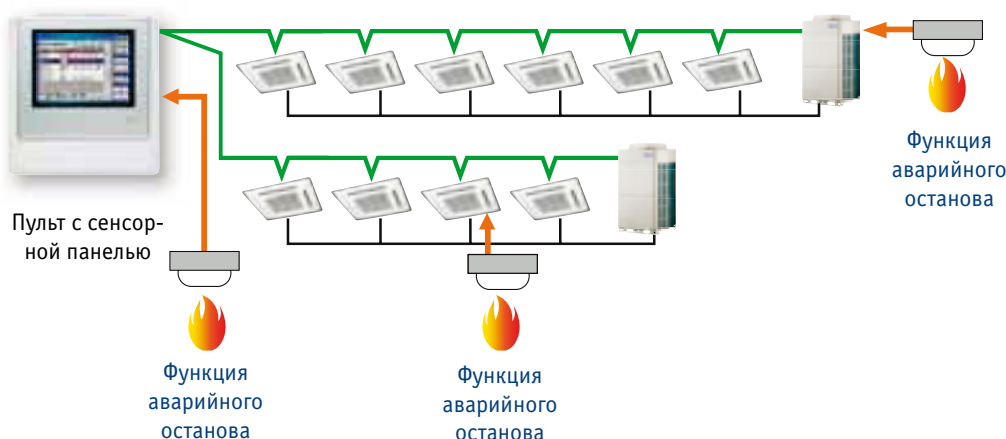 Функция
аварийного
останова
Пульт с сенсор-
ной панелью
Функция
аварийного
останова
Функция
аварийного
останова